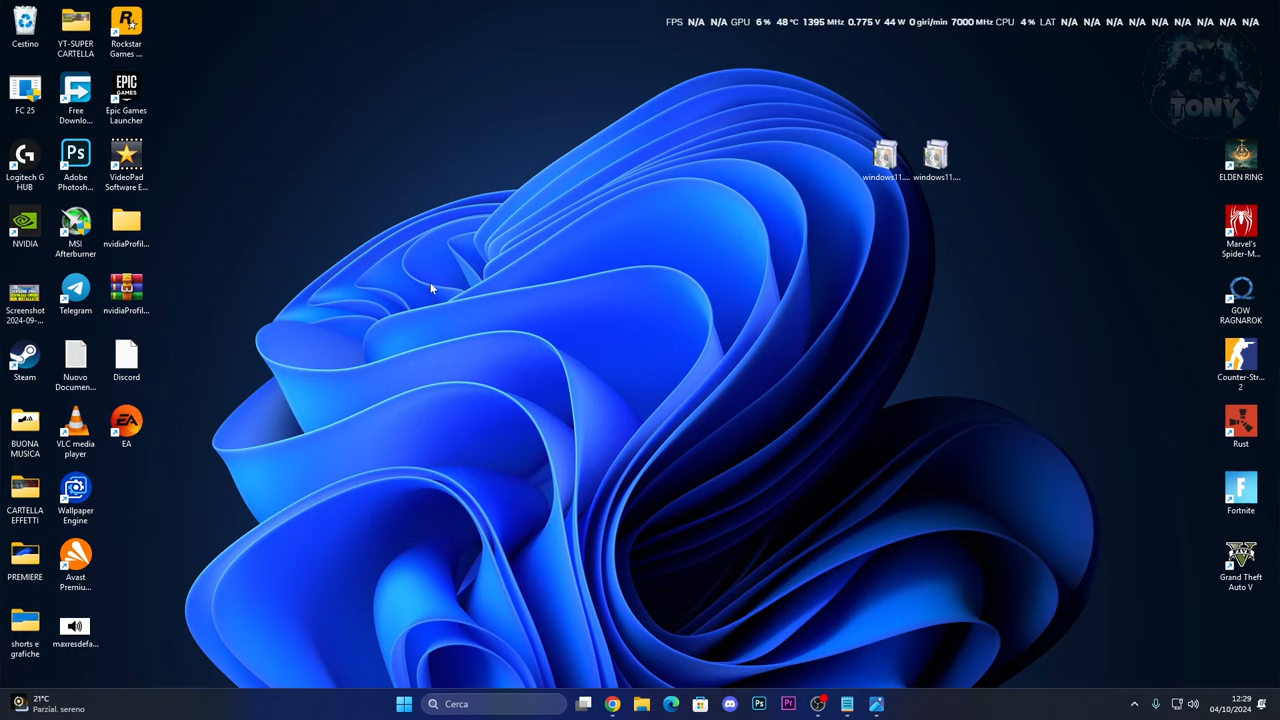 FPS N/A N/A GPU 6 % 48 °C 1395 MHz 0.775 V 44 W 0 giri/min 7000 MHz CPU 4 % LAT N/A N/A N/A N/A N/A N/A N/A N/A
TONY
Cestino
YT-SUPER
CARTELLA
Rockstar
Games ...
FC 25
Free
Downlo...
Epic Games
Launcher
Logitech G
HUB
Adobe
Photosh...
VideoPad
Software E...
NVIDIA
MSI
Afterburner
nvidiaProfil...
Screenshot
2024-09-...
Telegram
nvidiaProfil...
Steam
Nuovo
Documen...
Discord
BUONA
MUSICA
VLC media
player
EA
CARTELLA
EFFETTI
Wallpaper
Engine
PREMIERE
Avast
Premiu...
shorts e
grafiche
maxresdefa...
windows11....
windows11....
ELDEN RING
Marvel's
Spider-M...
GOW
RAGNAROK
Counter-Str...
2
Rust
Fortnite
Grand Theft
Auto V
21°C
Parzial. sereno
Cerca
12:29
04/10/2024